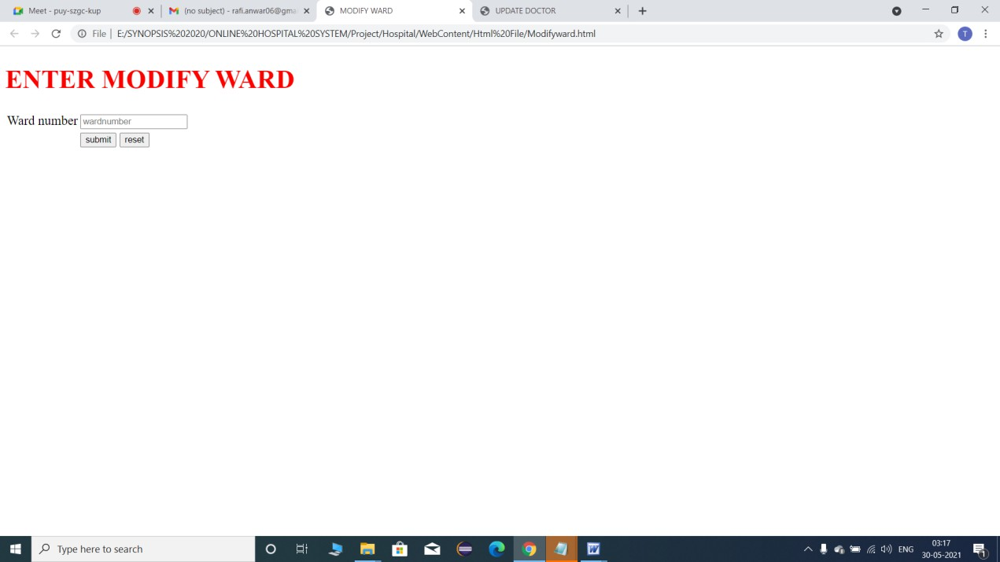 Meet - puy-szgc-kup
(no subject) - rafi.anwar06@gma
MODIFY WARD
UPDATE DOCTOR
File | E:/SYNOPSIS%202020/ONLINE%20HOSPITAL%20SYSTEM/Project/Hospital/WebContent/Html%20File/Modifyward.html
T
ENTER MODIFY WARD
Ward number wardnumber
submit reset
Type here to search
ENG
03:17
30-05-2021
1